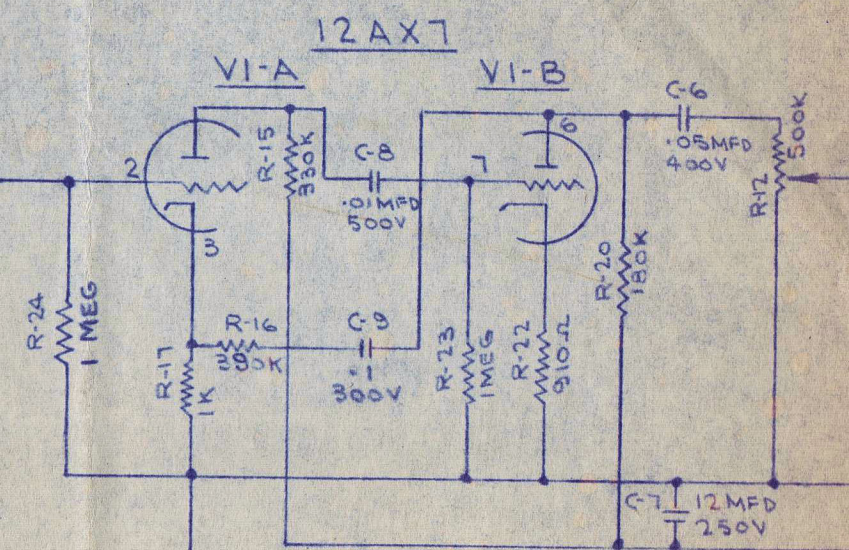 12AX7
V1-A
V1-B
2
3
R-15
330K
C-8
.01MFD
500V
7
6
C-6
.05MFD
400V
500K
R-12
R-20
180K
R-24
1 MEG
R-17
1K
R-16
390K
C-9
.1
300V
R-23
1MEG
R-22
910Ω
C-7
12 MFD
250V